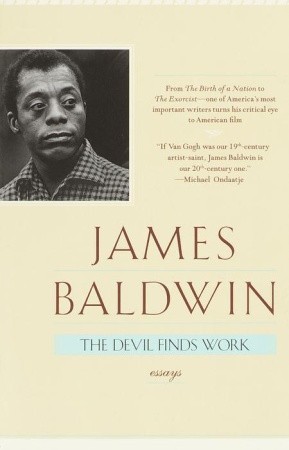 From The Birth of a Nation to
The Exorcist—one of America's most
important writers turns his critical eye
to American film
"If Van Gogh was our 19th-century
artist-saint, James Baldwin is
our 20th-century one."
—Michael Ondaatje
JAMES
BALDWIN
THE DEVIL FINDS WORK
essays